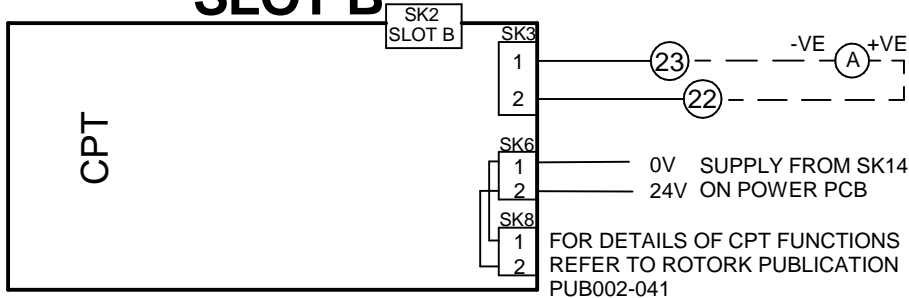 SLOT B
SK2
SLOT B
SK3
1
2
23
22
-VE
A
+VE
CPT
SK6
1
2
0V SUPPLY FROM SK14
24V ON POWER PCB
SK8
1
2
FOR DETAILS OF CPT FUNCTIONS
REFER TO ROTORK PUBLICATION
PUB002-041